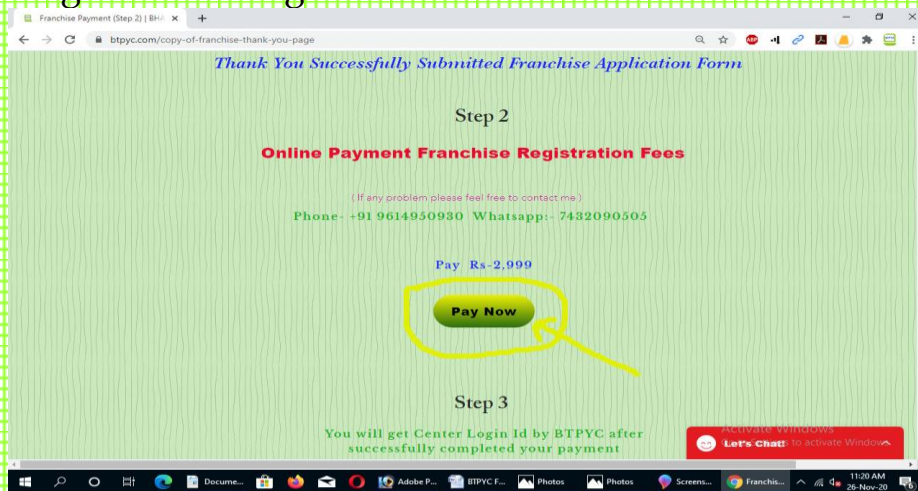 Franchise Payment (Step 2) | BHA
btpyc.com/copy-of-franchise-thank-you-page
Thank You Successfully Submitted Franchise Application Form
Step 2
Online Payment Franchise Registration Fees
( If any problem please feel free to contact me )
Phone- +91 9614950930 Whatsapp:- 7432090505
Pay Rs-2,999
Pay Now
Step 3
You will get Center Login Id by BTPYC after
successfully completed your payment
Activate Windows
Let's Chat!
to activate Windows
Docume...
Adobe P...
BTPYC F...
Photos
Photos
Screens...
Franchis...
11:20 AM
26-Nov-20